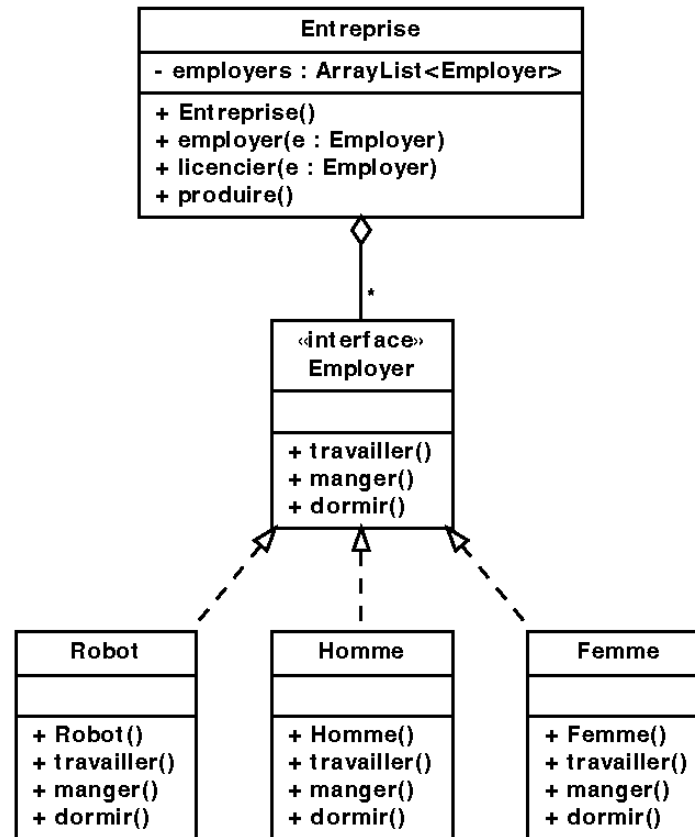 Entreprise
- employers : ArrayList<Employer>
+ Entreprise()
+ employer(e : Employer)
+ licencier(e : Employer)
+ produire()
*
«interface»
Employer
+ travailler()
+ manger()
+ dormir()
Robot
+ Robot()
+ travailler()
+ manger()
+ dormir()
Homme
+ Homme()
+ travailler()
+ manger()
+ dormir()
Femme
+ Femme()
+ travailler()
+ manger()
+ dormir()